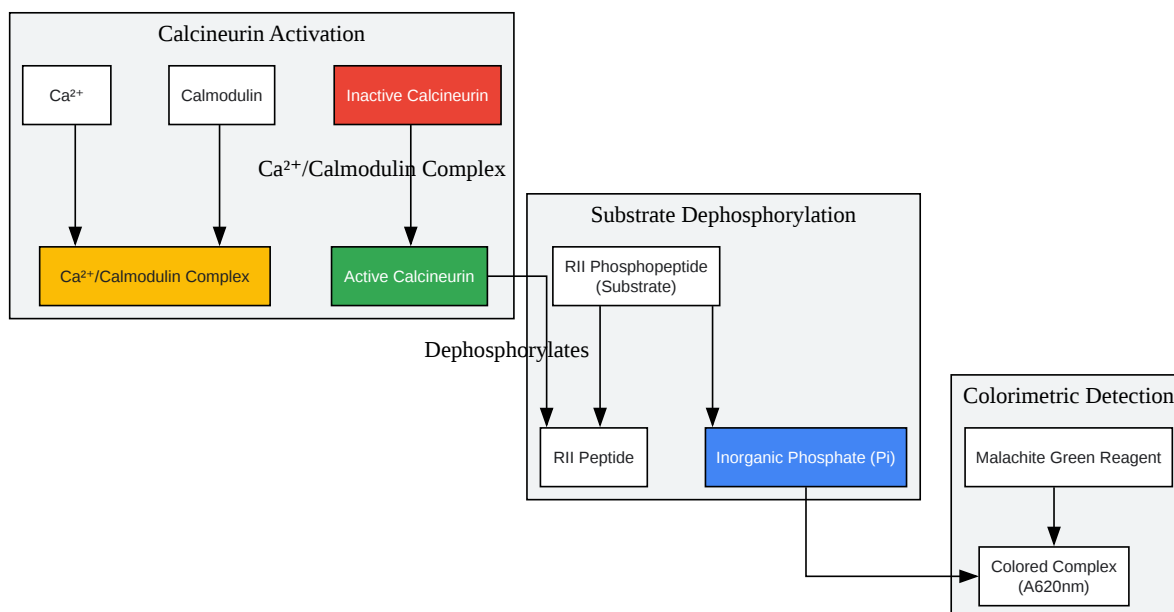 Calcineurin Activation
Ca²⁺
Calmodulin
Inactive Calcineurin
Ca²⁺/Calmodulin Complex
Ca²⁺/Calmodulin Complex
Active Calcineurin
Substrate Dephosphorylation
RII Phosphopeptide
(Substrate)
Dephosphorylates
RII Peptide
Inorganic Phosphate (Pi)
Colorimetric Detection
Malachite Green Reagent
Colored Complex
(A620nm)